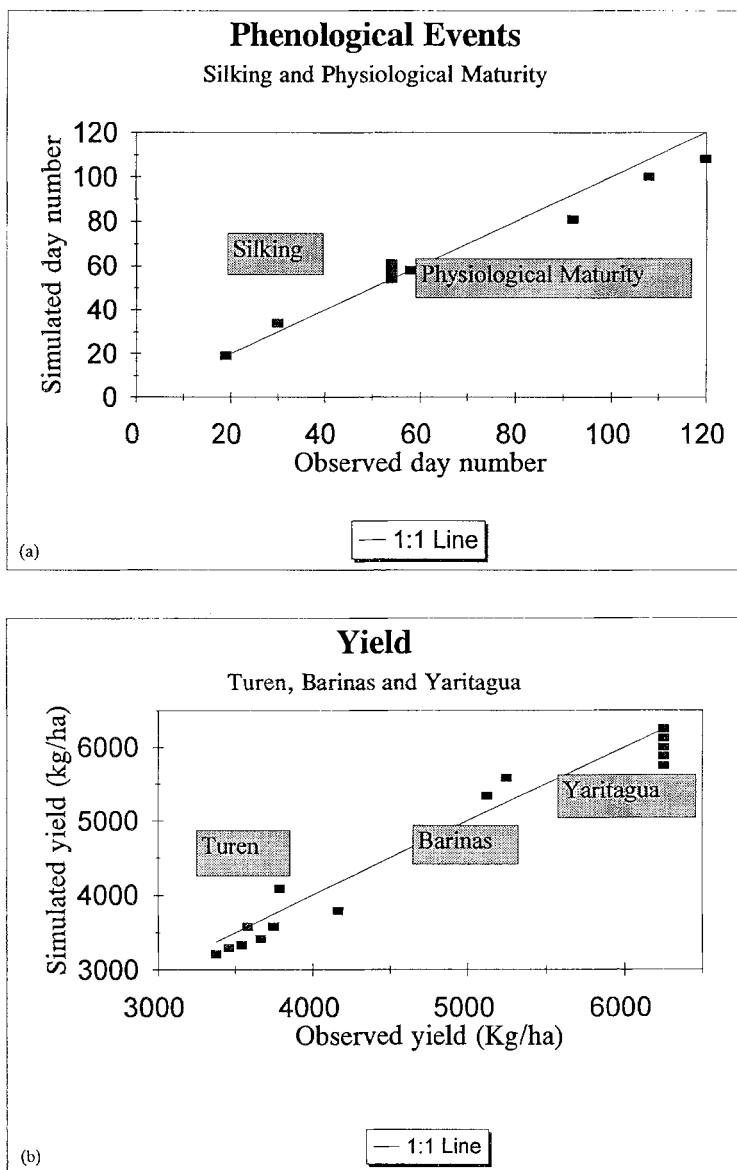 Phenological Events
Silking and Physiological Maturity
120
100
80
60
40
20
0
Simulated day number
Silking
Physiological Maturity
0 20 40 60 80 100 120
Observed day number
1:1 Line
(a)
Yield
Turen, Barinas and Yaritagua
6000
5000
4000
3000
Simulated yield (kg/ha)
Yaritagua
Barinas
Turen
3000 4000 5000 6000
Observed yield (Kg/ha)
1:1 Line
(b)